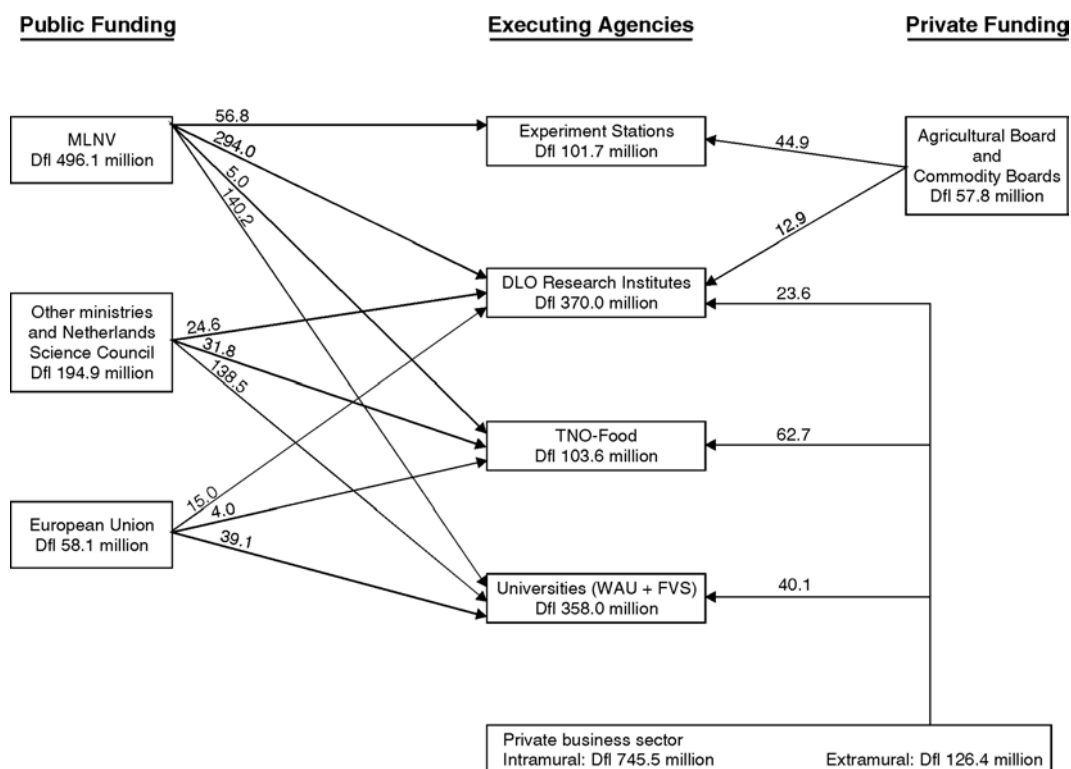 Public Funding
Executing Agencies
Private Funding
MLNV
Dfl 496.1 million
56.8
294.0
5.0
140.2
Experiment Stations
Dfl 101.7 million
44.9
Agricultural Board
and
Commodity Boards
Dfl 57.8 million
12.9
Other ministries
and Netherlands
Science Council
Dfl 194.9 million
24.6
31.8
138.5
DLO Research Institutes
Dfl 370.0 million
23.6
TNO-Food
Dfl 103.6 million
62.7
European Union
Dfl 58.1 million
15.0
4.0
39.1
Universities (WAU + FVS)
Dfl 358.0 million
40.1
Private business sector
Intramural: Dfl 745.5 million
Extramural: Dfl 126.4 million